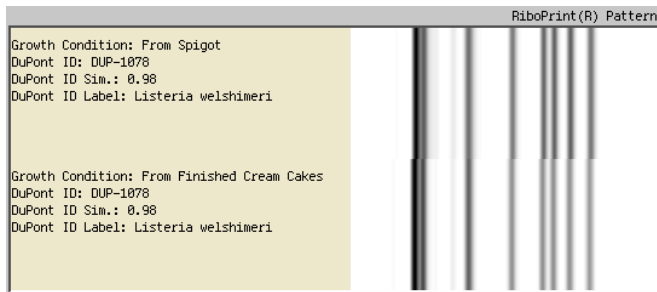 RiboPrint(R) Pattern
Growth Condition: From Spigot
DuPont ID: DUP-1078
DuPont ID Sim.: 0.98
DuPont ID Label: Listeria welshimeri
Growth Condition: From Finished Cream Cakes
DuPont ID: DUP-1078
DuPont ID Sim.: 0.98
DuPont ID Label: Listeria welshimeri